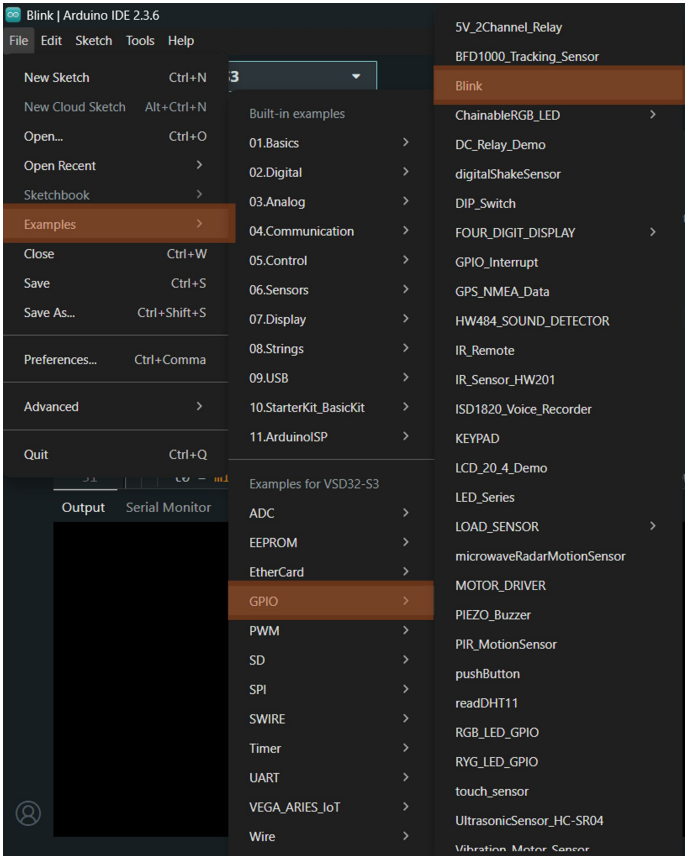 Blink | Arduino IDE 2.3.6
File Edit Sketch Tools Help
New Sketch Ctrl+N
New Cloud Sketch Alt+Ctrl+N
Open... Ctrl+O
Open Recent
Sketchbook
Examples
Close Ctrl+W
Save Ctrl+S
Save As... Ctrl+Shift+S
Preferences... Ctrl+Comma
Advanced
Quit Ctrl+Q
Output Serial Monitor
Built-in examples
01.Basics
02.Digital
03.Analog
04.Communication
05.Control
06.Sensors
07.Display
08.Strings
09.USB
10.StarterKit_BasicKit
11.ArduinoISP
Examples for VSD32-S3
ADC
EEPROM
EtherCard
GPIO
PWM
SD
SPI
SWIRE
Timer
UART
VEGA_ARIES_IoT
Wire
5V_2Channel_Relay
BFD1000_Tracking_Sensor
Blink
ChainableRGB_LED
DC_Relay_Demo
digitalShakeSensor
DIP_Switch
FOUR_DIGIT_DISPLAY
GPIO_Interrupt
GPS_NMEA_Data
HW484_SOUND_DETECTOR
IR_Remote
IR_Sensor_HW201
ISD1820_Voice_Recorder
KEYPAD
LCD_20_4_Demo
LED_Series
LOAD_SENSOR
microwaveRadarMotionSensor
MOTOR_DRIVER
PIEZO_Buzzer
PIR_MotionSensor
pushButton
readDHT11
RGB_LED_GPIO
RYG_LED_GPIO
touch_sensor
UltrasonicSensor_HC-SR04
Vibration_Motor_Sensor